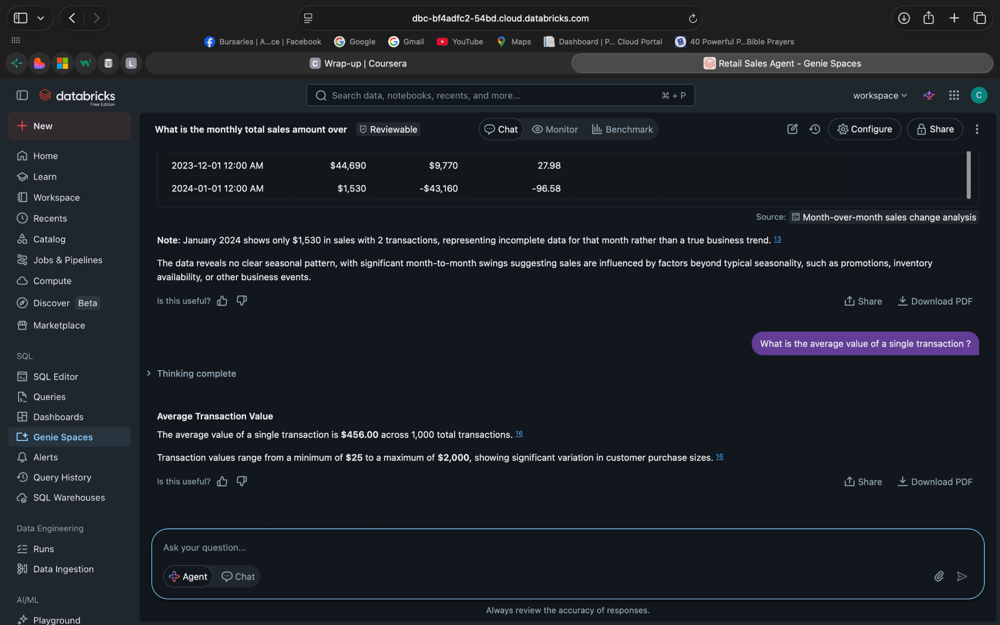 dbc-bf4adfc2-54bd.cloud.databricks.com
Bursaries | A...ce | Facebook
Google
Gmail
YouTube
Maps
Dashboard | P... Cloud Portal
40 Powerful P...Bible Prayers
W3
L
C Wrap-up | Coursera
Retail Sales Agent - Genie Spaces
databricks
Free Edition
Search data, notebooks, recents, and more...
⌘ + P
workspace
C
New
Home
Learn
Workspace
Recents
Catalog
Jobs & Pipelines
Compute
Discover Beta
Marketplace
SQL
SQL Editor
Queries
Dashboards
Genie Spaces
Alerts
Query History
SQL Warehouses
Data Engineering
Runs
Data Ingestion
AI/ML
Playground
What is the monthly total sales amount over
Reviewable
Chat
Monitor
Benchmark
Configure
Share
2023-12-01 12:00 AM $44,690 $9,770 27.98
2024-01-01 12:00 AM $1,530 -$43,160 -96.58
Source: Month-over-month sales change analysis
Note: January 2024 shows only $1,530 in sales with 2 transactions, representing incomplete data for that month rather than a true business trend. 13
The data reveals no clear seasonal pattern, with significant month-to-month swings suggesting sales are influenced by factors beyond typical seasonality, such as promotions, inventory
availability, or other business events.
Is this useful?
Share
Download PDF
What is the average value of a single transaction ?
Thinking complete
Average Transaction Value
The average value of a single transaction is $456.00 across 1,000 total transactions. 16
Transaction values range from a minimum of $25 to a maximum of $2,000, showing significant variation in customer purchase sizes. 16
Is this useful?
Share
Download PDF
Ask your question...
Agent
Chat
Always review the accuracy of responses.